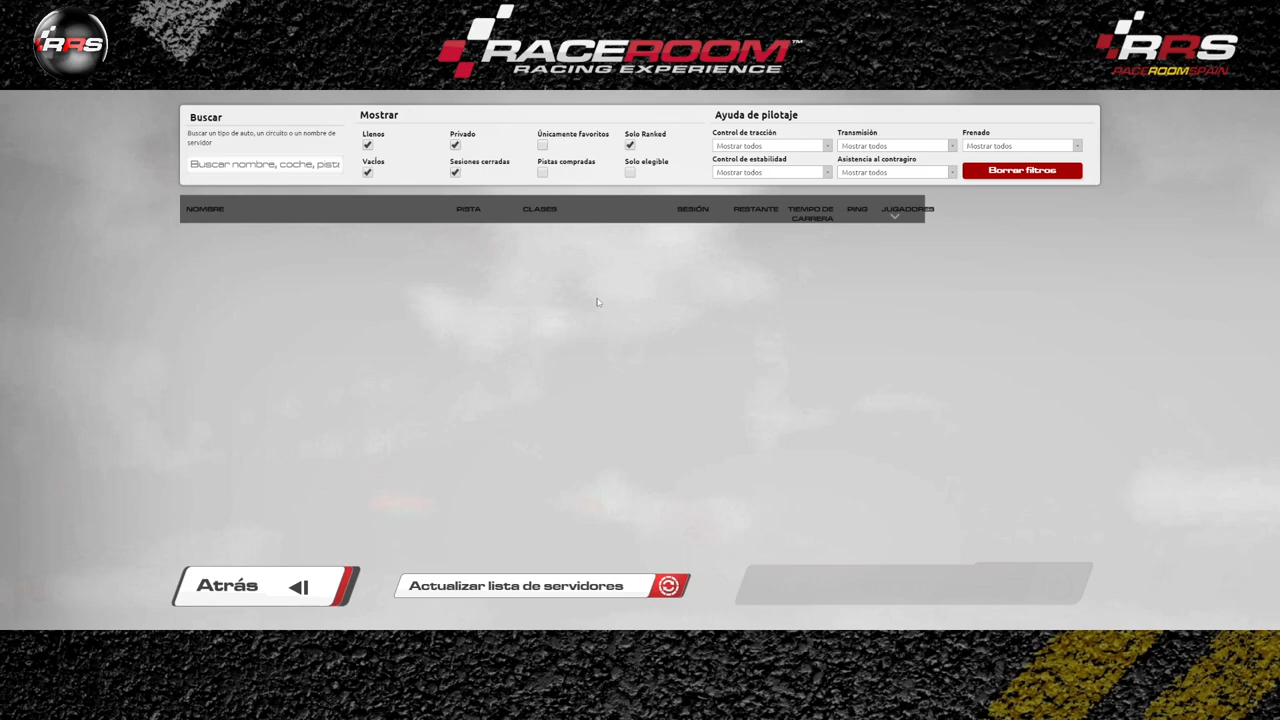 RRS
RACEROOM™
RACING EXPERIENCE
RRS
RACEROOMSPAIN
Buscar
Buscar un tipo de auto, un circuito o un nombre de
servidor
Buscar nombre, coche, pista
Mostrar
Llenos
Privado
Únicamente favoritos
Solo Ranked
Vacíos
Sesiones cerradas
Pistas compradas
Solo elegible
Ayuda de pilotaje
Control de tracción
Transmisión
Frenado
Mostrar todos
Mostrar todos
Mostrar todos
Control de estabilidad
Asistencia al contragiro
Mostrar todos
Mostrar todos
Borrar filtros
NOMBRE PISTA CLASES SESIÓN RESTANTE TIEMPO DE PING JUGADORES
CARRERA
Atrás
Actualizar lista de servidores